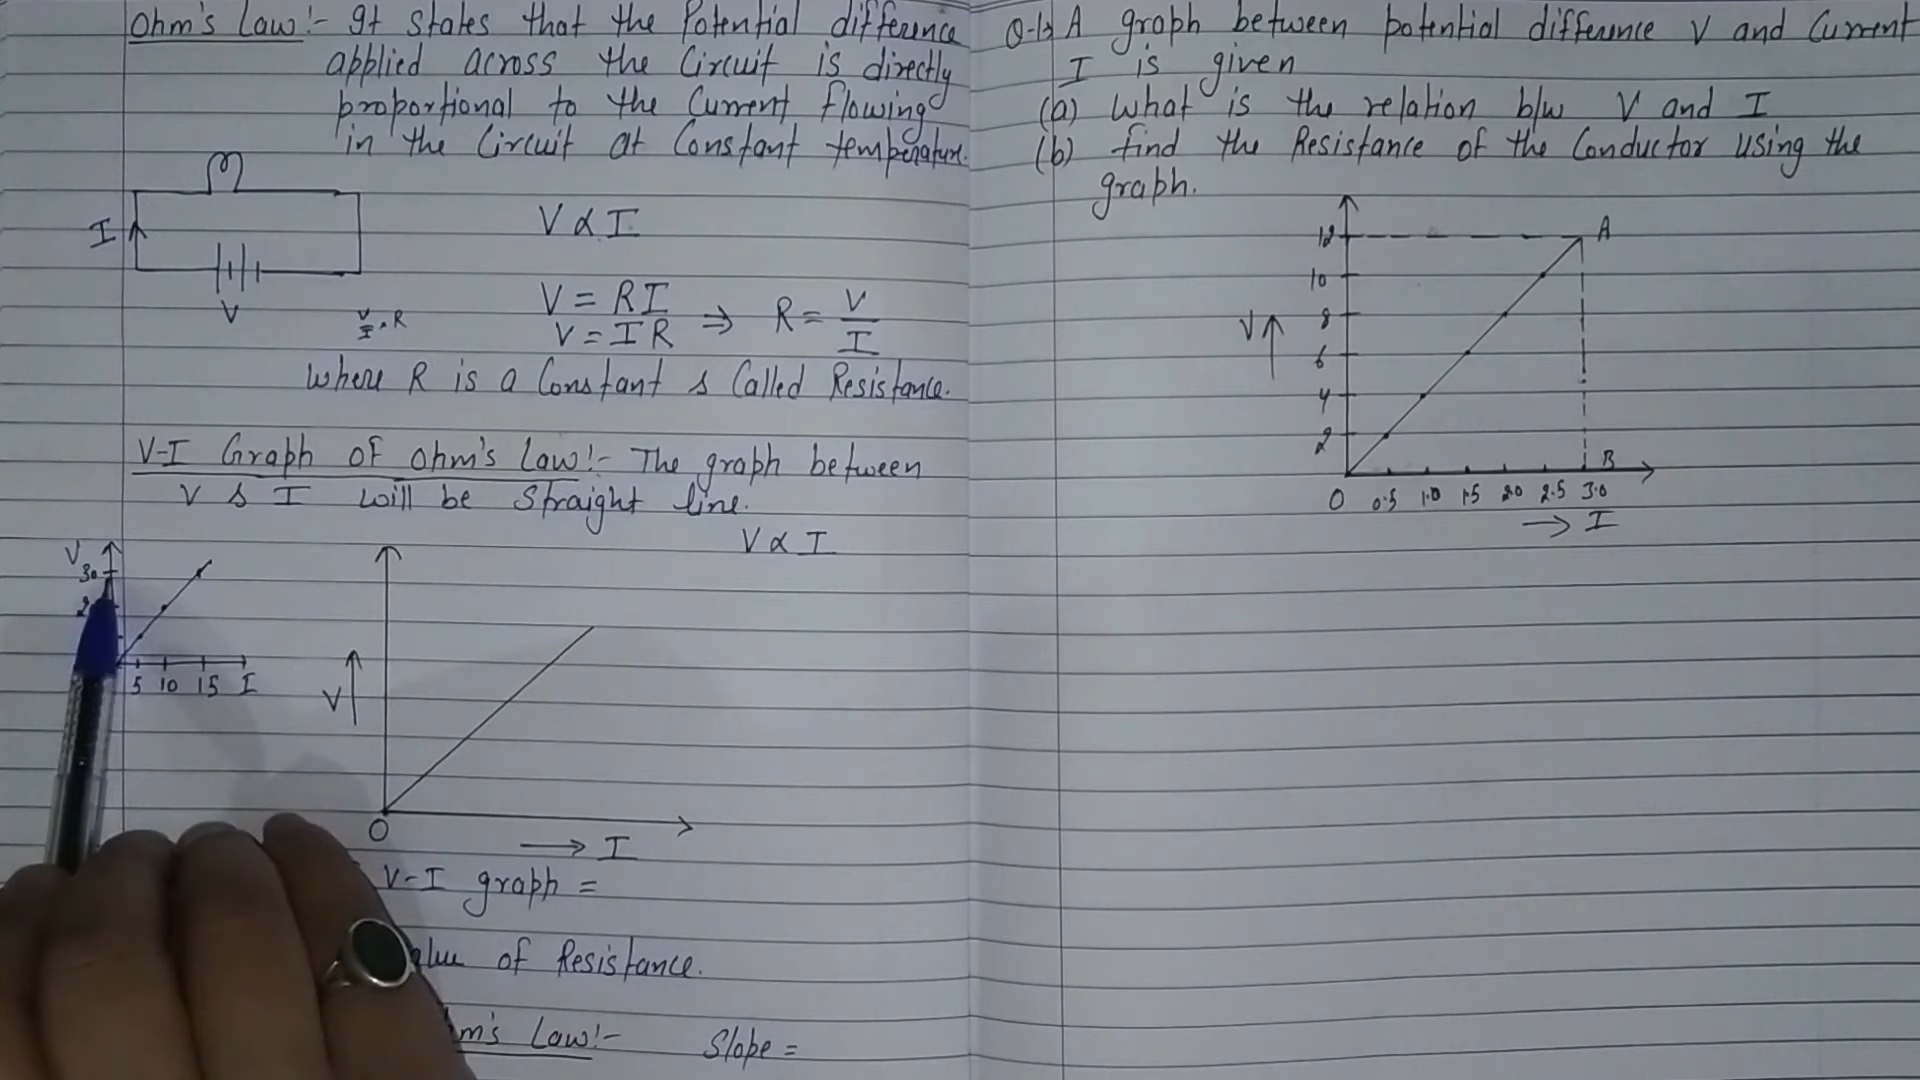 Ohm's Law:- It States that the Potential difference
applied across the Circuit is directly
proportional to the Current flowing
in the Circuit at Constant temperature.
I
V
V ∝ I
V = RI
V = IR ⇒ R = V/I
V/I = R
where R is a Constant & Called Resistance.
V-I Graph of Ohm's Law:- The graph between
V & I will be Straight line.
V ∝ I
V
30
5 10 15 I
V
O
→ I
V-I graph =
of Resistance.
Law:- Slope =
Q-1) A graph between potential difference V and Current
I is given
(a) What is the relation b/w V and I
(b) find the Resistance of the Conductor using the
graph.
12
A
10
V
8
6
4
2
B
O 0.5 1.0 1.5 2.0 2.5 3.0
→ I